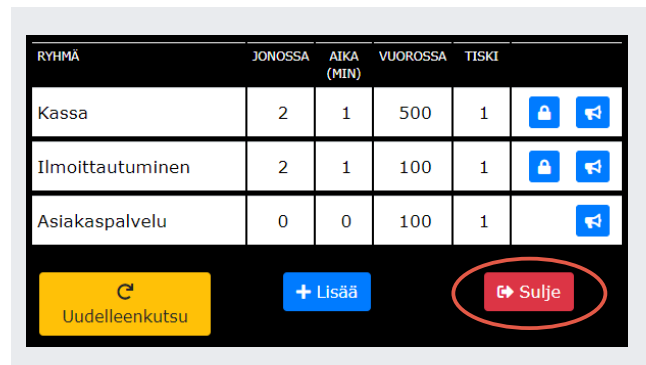 RYHMÄ JONOSSA AIKA (MIN) VUOROSSA TISKI
Kassa 2 1 500 1
Ilmoittautuminen 2 1 100 1
Asiakaspalvelu 0 0 100 1
Uudelleenkutsu
Lisää
Sulje